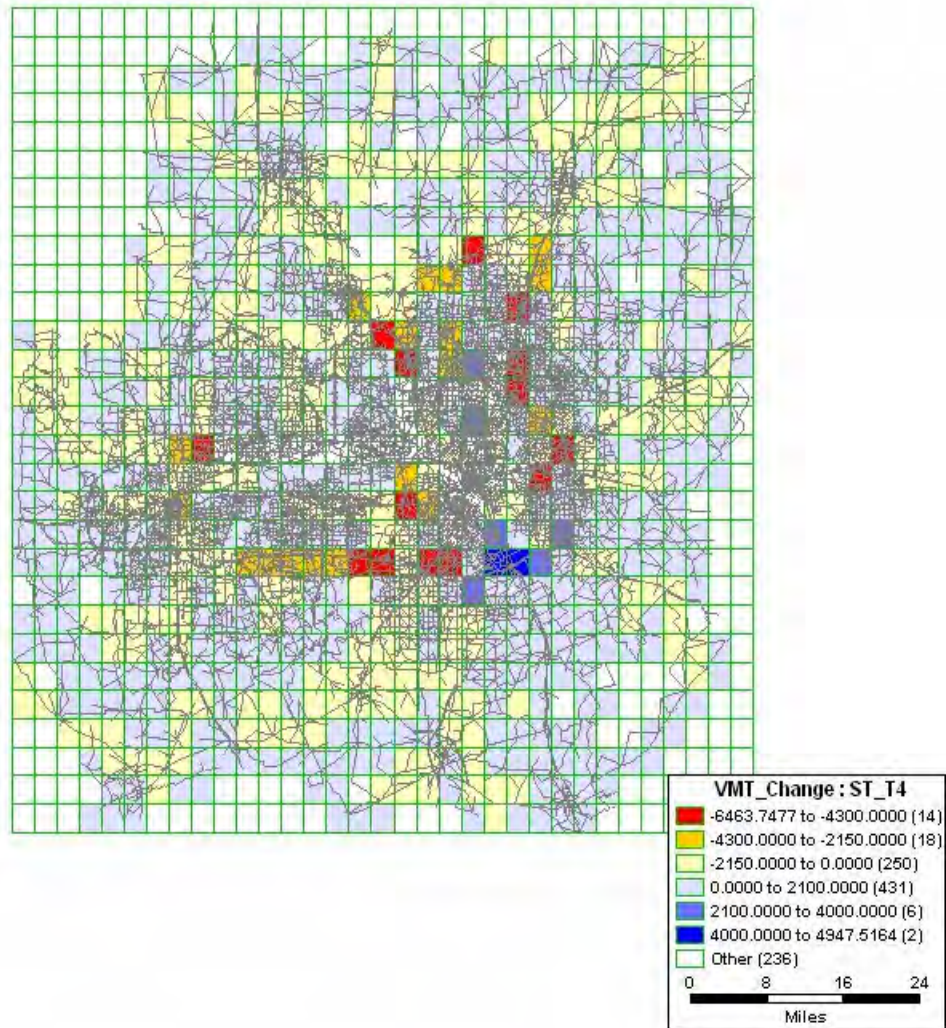 VMT_Change : ST_T4
-6463.7477 to -4300.0000 (14)
-4300.0000 to -2150.0000 (18)
-2150.0000 to 0.0000 (250)
0.0000 to 2100.0000 (431)
2100.0000 to 4000.0000 (6)
4000.0000 to 4947.5164 (2)
Other (236)
0 8 16 24
Miles